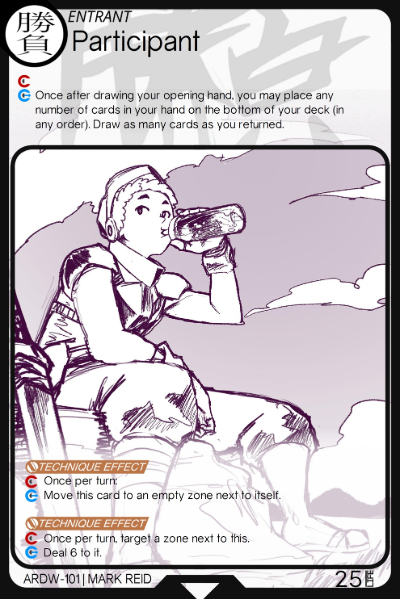 勝負
ENTRANT
Participant
C
C Once after drawing your opening hand, you may place any
number of cards in your hand on the bottom of your deck (in
any order). Draw as many cards as you returned.
TECHNIQUE EFFECT
C Once per turn:
C Move this card to an empty zone next to itself.
TECHNIQUE EFFECT
C Once per turn, target a zone next to this.
C Deal 6 to it.
ARDW-101 | MARK REID
25